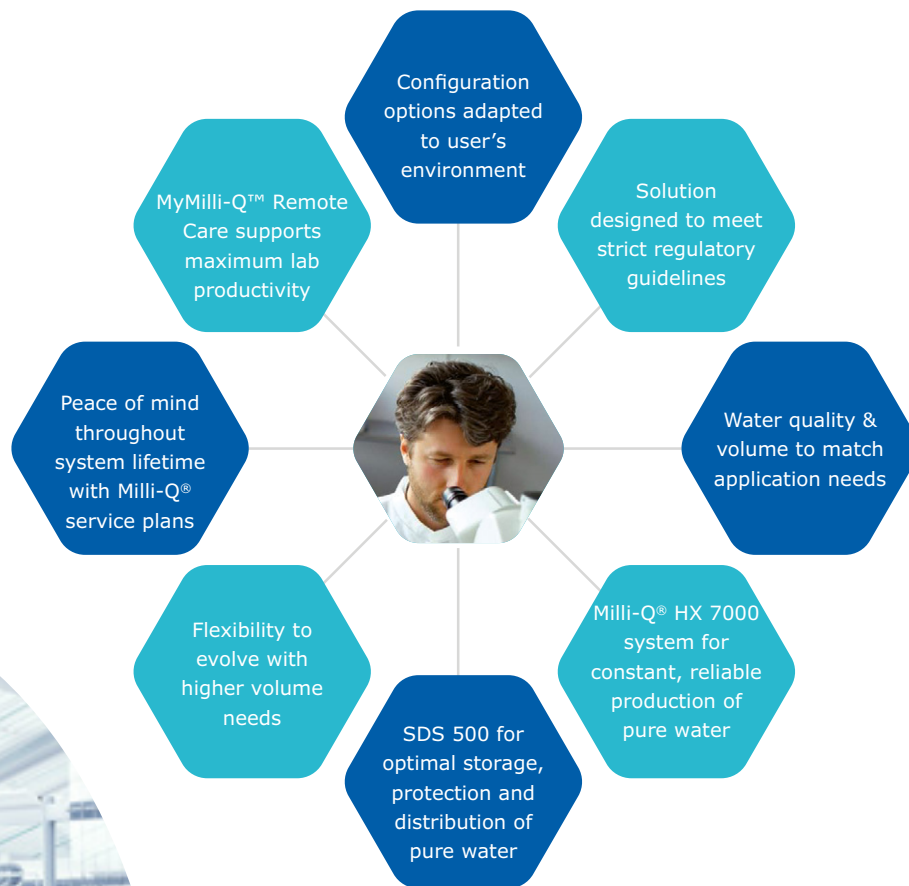 Configuration
options adapted
to user’s
environment
Solution
designed to meet
strict regulatory
guidelines
Water quality &
volume to match
application needs
Milli-Q® HX 7000
system for
constant, reliable
production of
pure water
SDS 500 for
optimal storage,
protection and
distribution of
pure water
Flexibility to
evolve with
higher volume
needs
Peace of mind
throughout
system lifetime
with Milli-Q®
service plans
MyMilli-Q™ Remote
Care supports
maximum lab
productivity